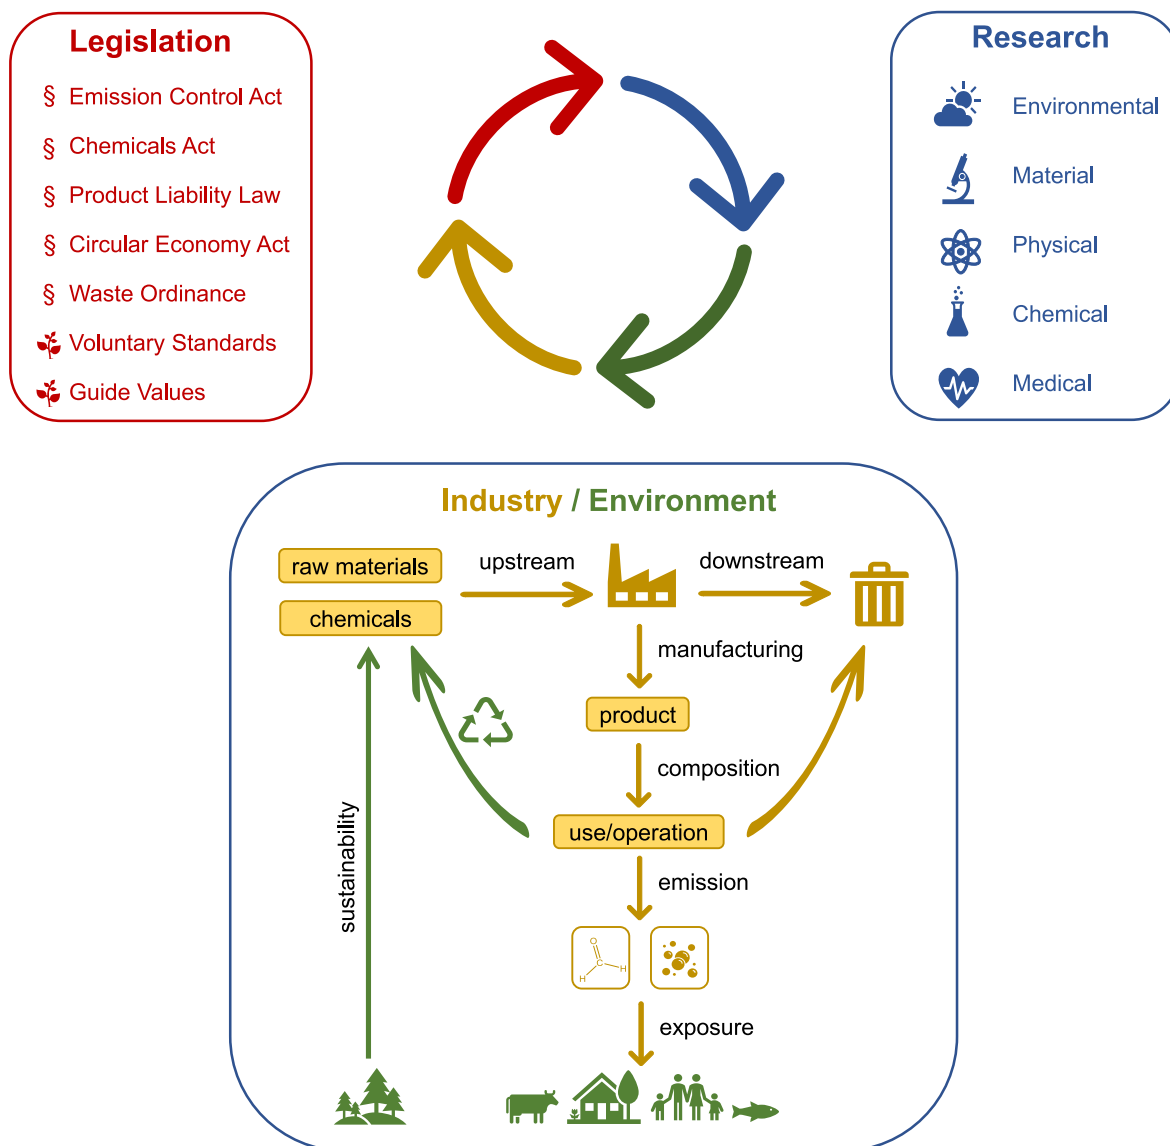 Legislation
§ Emission Control Act
§ Chemicals Act
§ Product Liability Law
§ Circular Economy Act
§ Waste Ordinance
Voluntary Standards
Guide Values
Research
Environmental
Material
Physical
Chemical
Medical
Industry / Environment
raw materials
chemicals
upstream
downstream
manufacturing
product
composition
use/operation
emission
O
C
H
H
exposure
sustainability